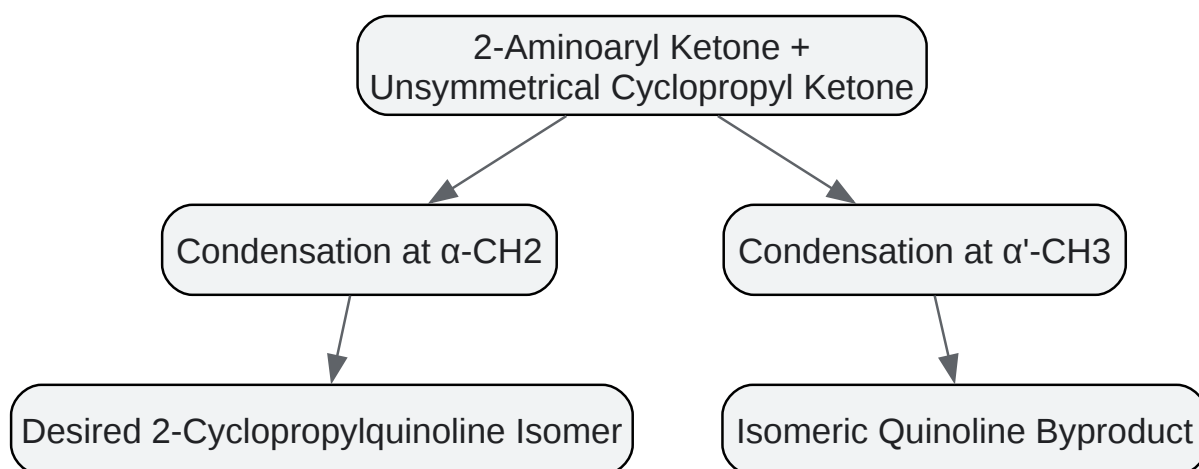 2-Aminoaryl Ketone +
Unsymmetrical Cyclopropyl Ketone
Condensation at α-CH2
Condensation at α'-CH3
Desired 2-Cyclopropylquinoline Isomer
Isomeric Quinoline Byproduct